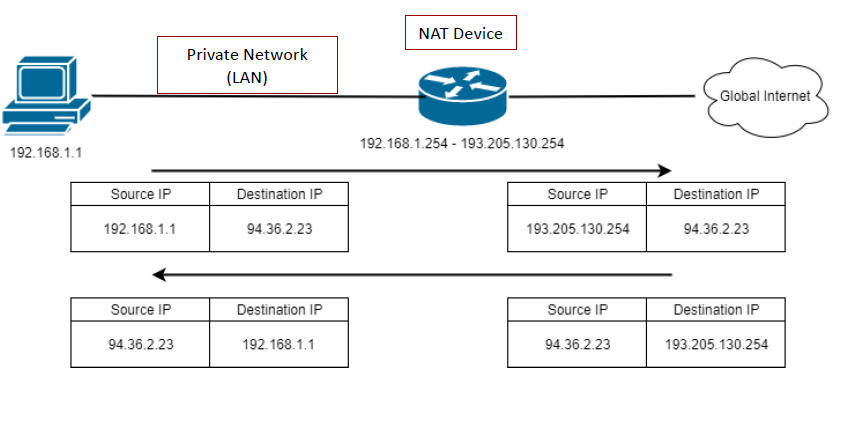 NAT Device
Private Network
(LAN)
Global Internet
192.168.1.1
192.168.1.254 - 193.205.130.254
Source IP Destination IP
192.168.1.1 94.36.2.23
Source IP Destination IP
193.205.130.254 94.36.2.23
Source IP Destination IP
94.36.2.23 192.168.1.1
Source IP Destination IP
94.36.2.23 193.205.130.254